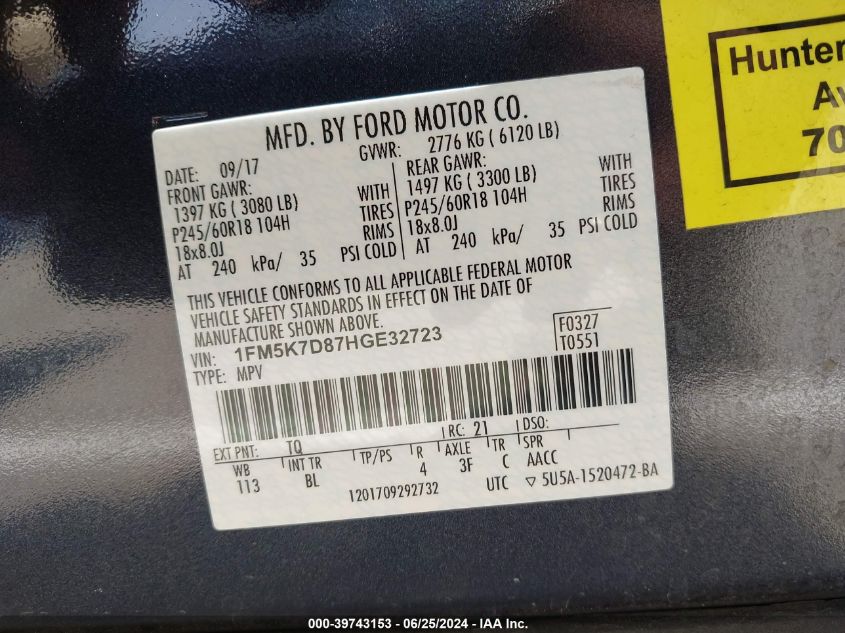 Hunter
Av
70
MFD. BY FORD MOTOR CO.
DATE: 09/17 GVWR: 2776 KG ( 6120 LB)
FRONT GAWR: REAR GAWR:
1397 KG ( 3080 LB) WITH 1497 KG ( 3300 LB) WITH
P245/60R18 104H TIRES P245/60R18 104H TIRES
18x8.0J RIMS 18x8.0J RIMS
AT 240 kPa/ 35 PSI COLD AT 240 kPa/ 35 PSI COLD
THIS VEHICLE CONFORMS TO ALL APPLICABLE FEDERAL MOTOR
VEHICLE SAFETY STANDARDS IN EFFECT ON THE DATE OF
MANUFACTURE SHOWN ABOVE.
VIN: 1FM5K7D87HGE32723 F0327
TYPE: MPV T0551
EXT PNT: TQ RC: 21 DSO:
WB INT TR TP/PS R AXLE TR SPR
113 BL 4 3F C AACC
1201709292732 UTC ▽ 5U5A-1520472-BA
000-39743153 - 06/25/2024 - IAA Inc.